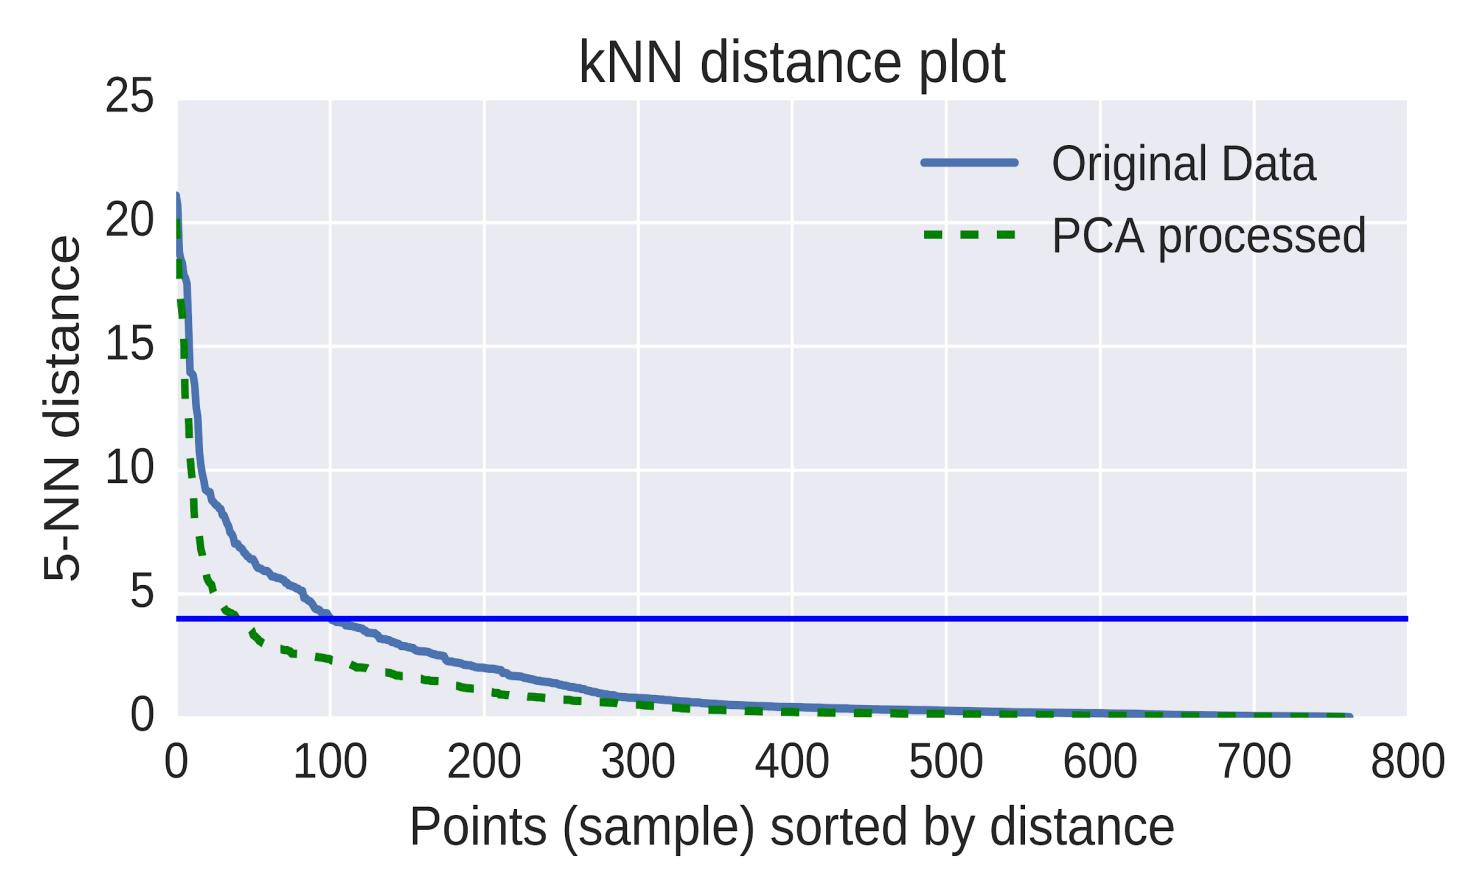 kNN distance plot
25
20
15
10
5
0
5-NN distance
Original Data
PCA processed
0 100 200 300 400 500 600 700 800
Points (sample) sorted by distance